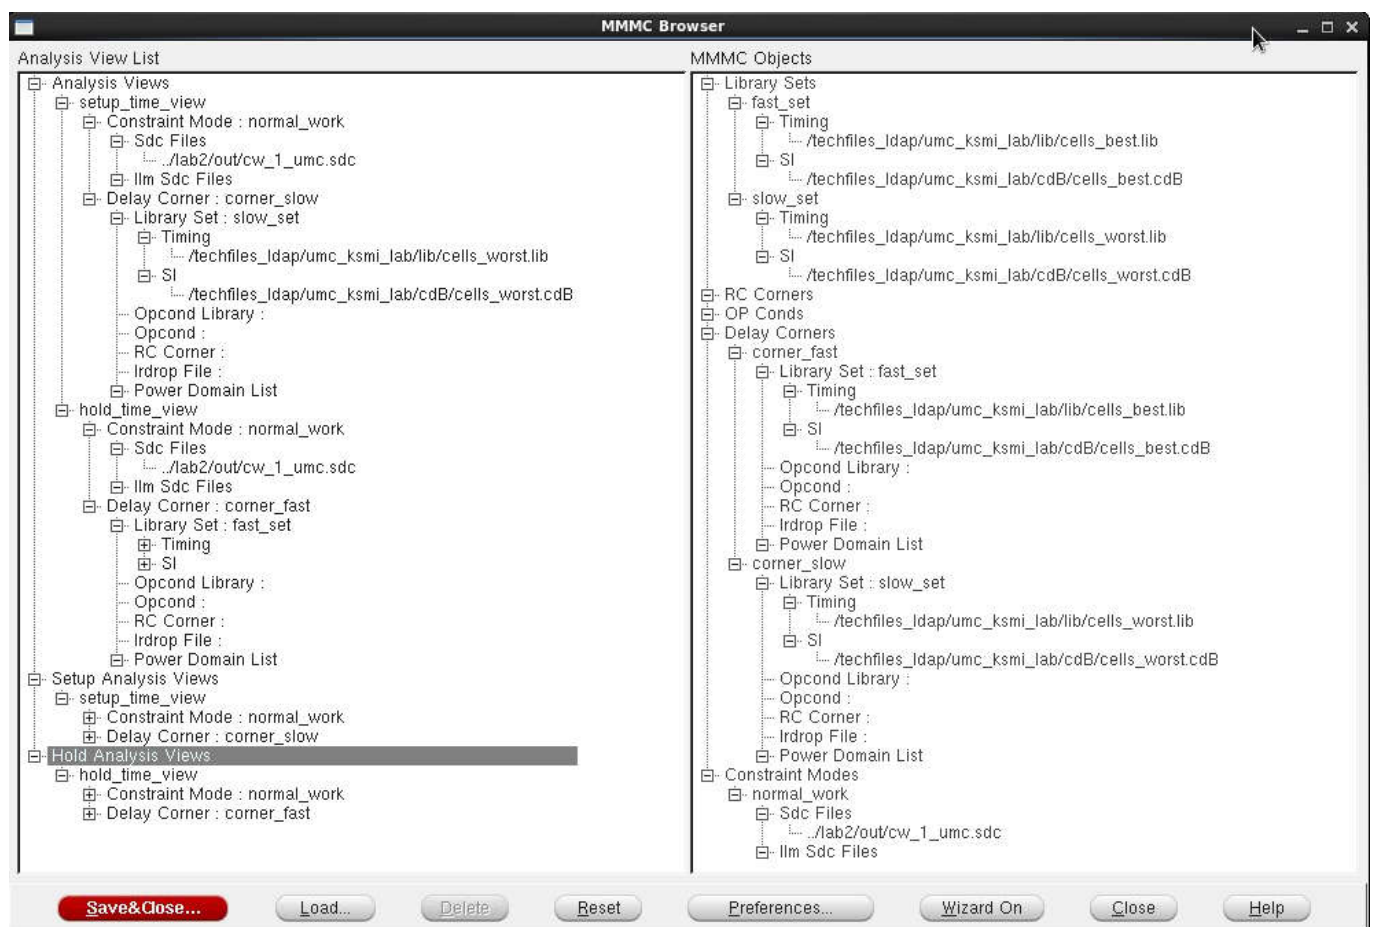 MMMC Browser
Analysis View List
Analysis Views
setup_time_view
Constraint Mode : normal_work
Sdc Files
../lab2/out/cw_1_umc.sdc
Ilm Sdc Files
Delay Corner : corner_slow
Library Set : slow_set
Timing
/techfiles_ldap/umc_ksmi_lab/lib/cells_worst.lib
SI
/techfiles_ldap/umc_ksmi_lab/cdB/cells_worst.cdB
Opcond Library :
Opcond :
RC Corner :
Irdrop File :
Power Domain List
hold_time_view
Constraint Mode : normal_work
Sdc Files
../lab2/out/cw_1_umc.sdc
Ilm Sdc Files
Delay Corner : corner_fast
Library Set : fast_set
Timing
SI
Opcond Library :
Opcond :
RC Corner :
Irdrop File :
Power Domain List
Setup Analysis Views
setup_time_view
Constraint Mode : normal_work
Delay Corner : corner_slow
Hold Analysis Views
hold_time_view
Constraint Mode : normal_work
Delay Corner : corner_fast
MMMC Objects
Library Sets
fast_set
Timing
/techfiles_ldap/umc_ksmi_lab/lib/cells_best.lib
SI
/techfiles_ldap/umc_ksmi_lab/cdB/cells_best.cdB
slow_set
Timing
/techfiles_ldap/umc_ksmi_lab/lib/cells_worst.lib
SI
/techfiles_ldap/umc_ksmi_lab/cdB/cells_worst.cdB
RC Corners
OP Conds
Delay Corners
corner_fast
Library Set : fast_set
Timing
/techfiles_ldap/umc_ksmi_lab/lib/cells_best.lib
SI
/techfiles_ldap/umc_ksmi_lab/cdB/cells_best.cdB
Opcond Library :
Opcond :
RC Corner :
Irdrop File :
Power Domain List
corner_slow
Library Set : slow_set
Timing
/techfiles_ldap/umc_ksmi_lab/lib/cells_worst.lib
SI
/techfiles_ldap/umc_ksmi_lab/cdB/cells_worst.cdB
Opcond Library :
Opcond :
RC Corner :
Irdrop File :
Power Domain List
Constraint Modes
normal_work
Sdc Files
../lab2/out/cw_1_umc.sdc
Ilm Sdc Files
Save&Close... Load... Delete Reset Preferences... Wizard On Close Help